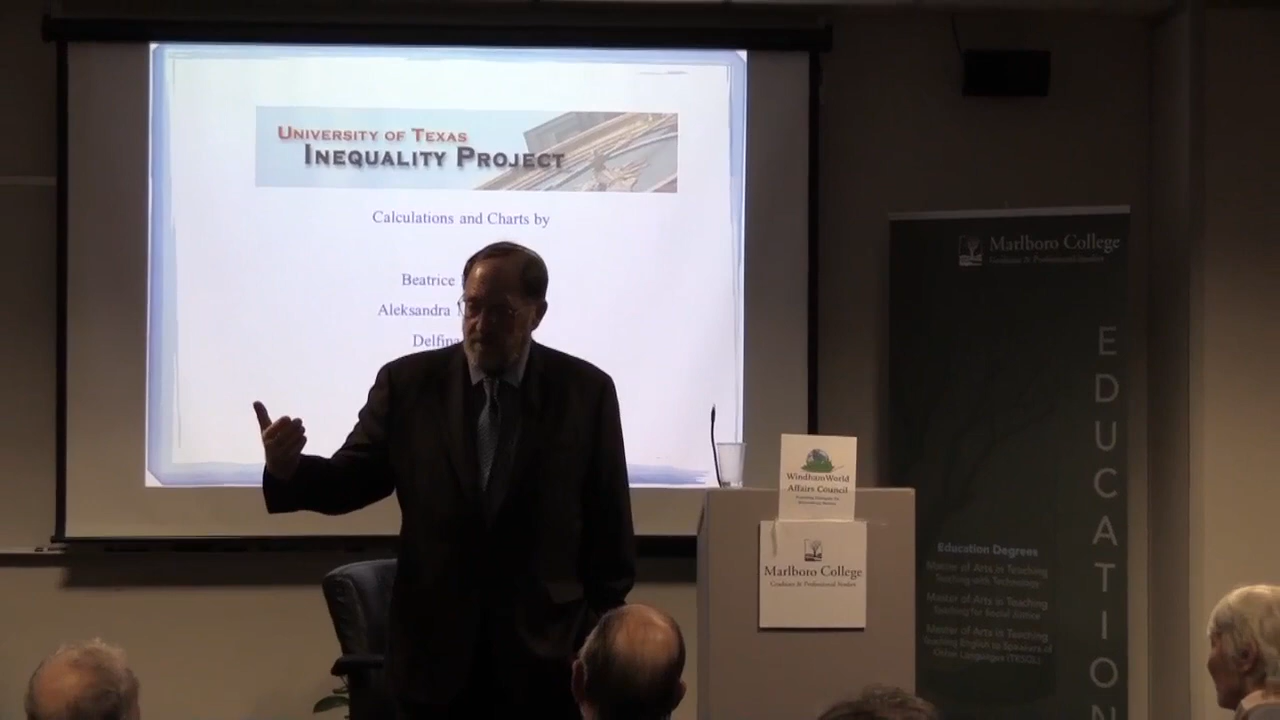 UNIVERSITY OF TEXAS
INEQUALITY PROJECT
Calculations and Charts by
Beatrice
Aleksandra
Delfina
WindhamWorld
Affairs Council
Marlboro College
Graduate & Professional Studies
Marlboro College
Graduate & Professional Studies
EDUCATION
Education Degrees
Master of Arts in Teaching
Teaching with Technology
Master of Arts in Teaching
Teaching for Social Justice
Master of Arts in Teaching
Teaching English to Speakers of
Other Languages (TESOL)